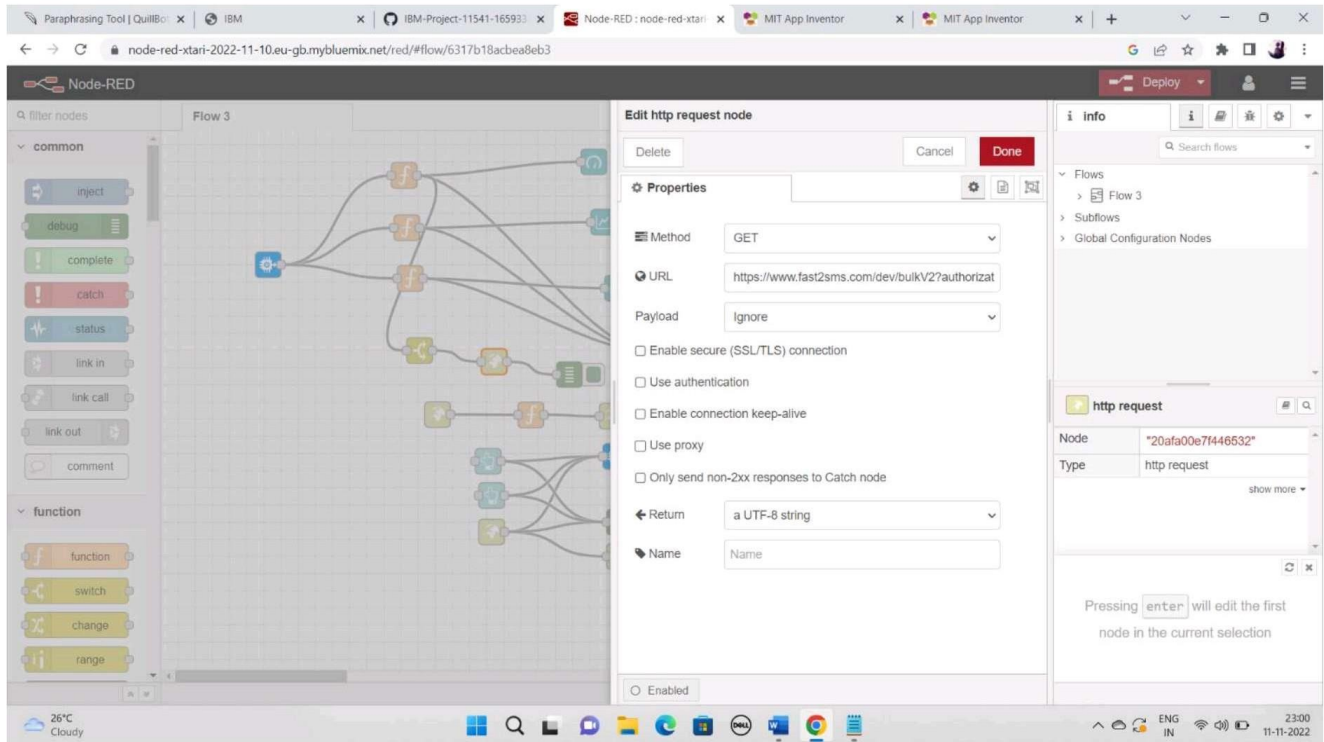 Paraphrasing Tool | QuillBot
IBM
IBM-Project-11541-165933
Node-RED : node-red-xtari-
MIT App Inventor
MIT App Inventor
node-red-xtari-2022-11-10.eu-gb.mybluemix.net/red/#flow/6317b18acbea8eb3
Node-RED
Deploy
filter nodes
Flow 3
common
inject
debug
complete
catch
status
link in
link call
link out
comment
function
function
switch
change
range
Edit http request node
Delete
Cancel
Done
Properties
Method
GET
URL
https://www.fast2sms.com/dev/bulkV2?authorizat
Payload
Ignore
Enable secure (SSL/TLS) connection
Use authentication
Enable connection keep-alive
Use proxy
Only send non-2xx responses to Catch node
Return
a UTF-8 string
Name
Name
Enabled
info
Search flows
Flows
Flow 3
Subflows
Global Configuration Nodes
http request
Node "20afa00e7f446532"
Type http request
show more
Pressing enter will edit the first
node in the current selection
26°C
Cloudy
DELL
ENG
IN
23:00
11-11-2022